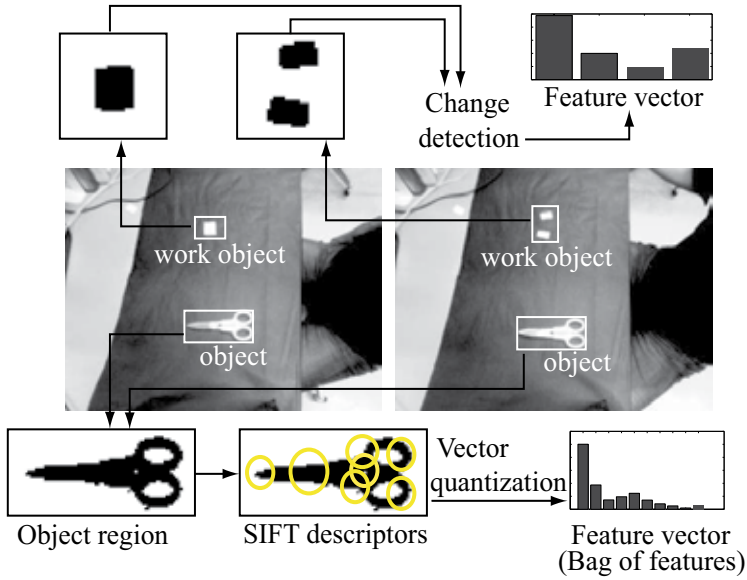 Change
detection
Feature vector
work object
work object
object
object
Object region
SIFT descriptors
Vector
quantization
Feature vector
(Bag of features)